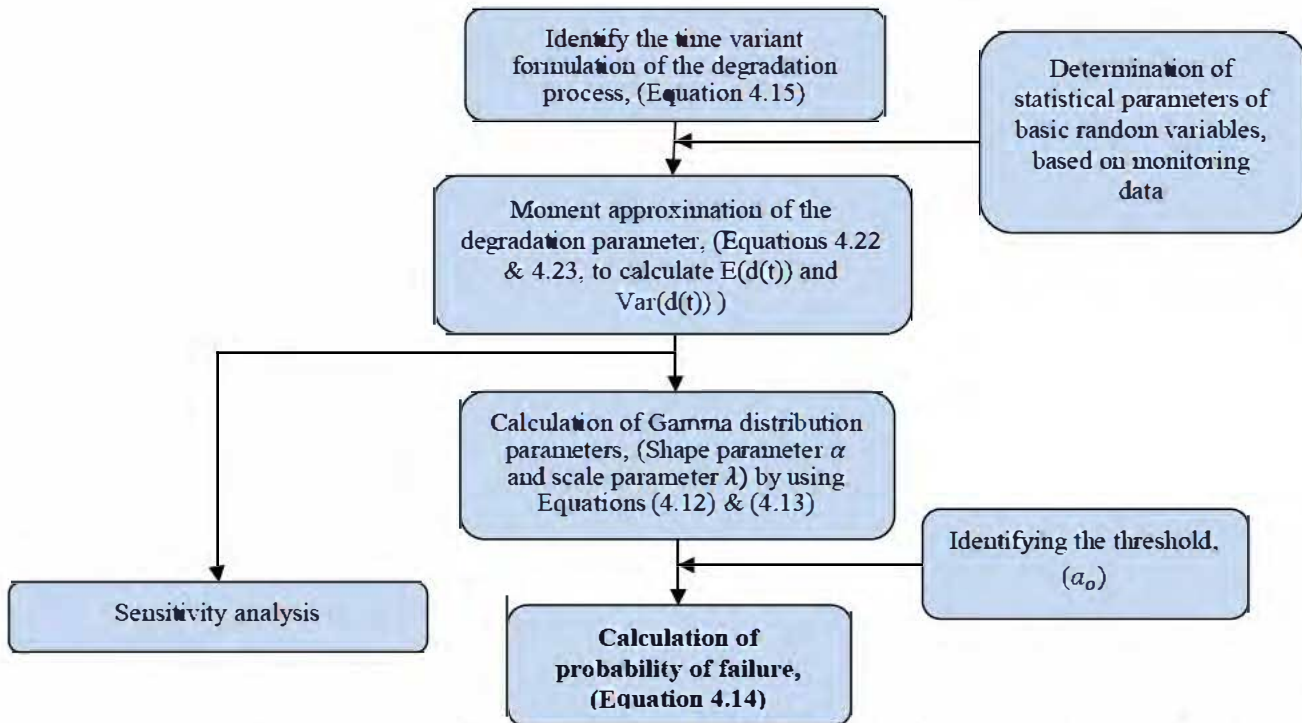 Identify the time variant
formulation of the degradation
process, (Equation 4.15)
Determination of
statistical parameters of
basic random variables,
based on monitoring
data
Moment approximation of the
degradation parameter, (Equations 4.22
& 4.23, to calculate E(d(t)) and
Var(d(t)) )
Calculation of Gamma distribution
parameters, (Shape parameter α
and scale parameter λ) by using
Equations (4.12) & (4.13)
Identifying the threshold,
(aₒ)
Sensitivity analysis
Calculation of
probability of failure,
(Equation 4.14)